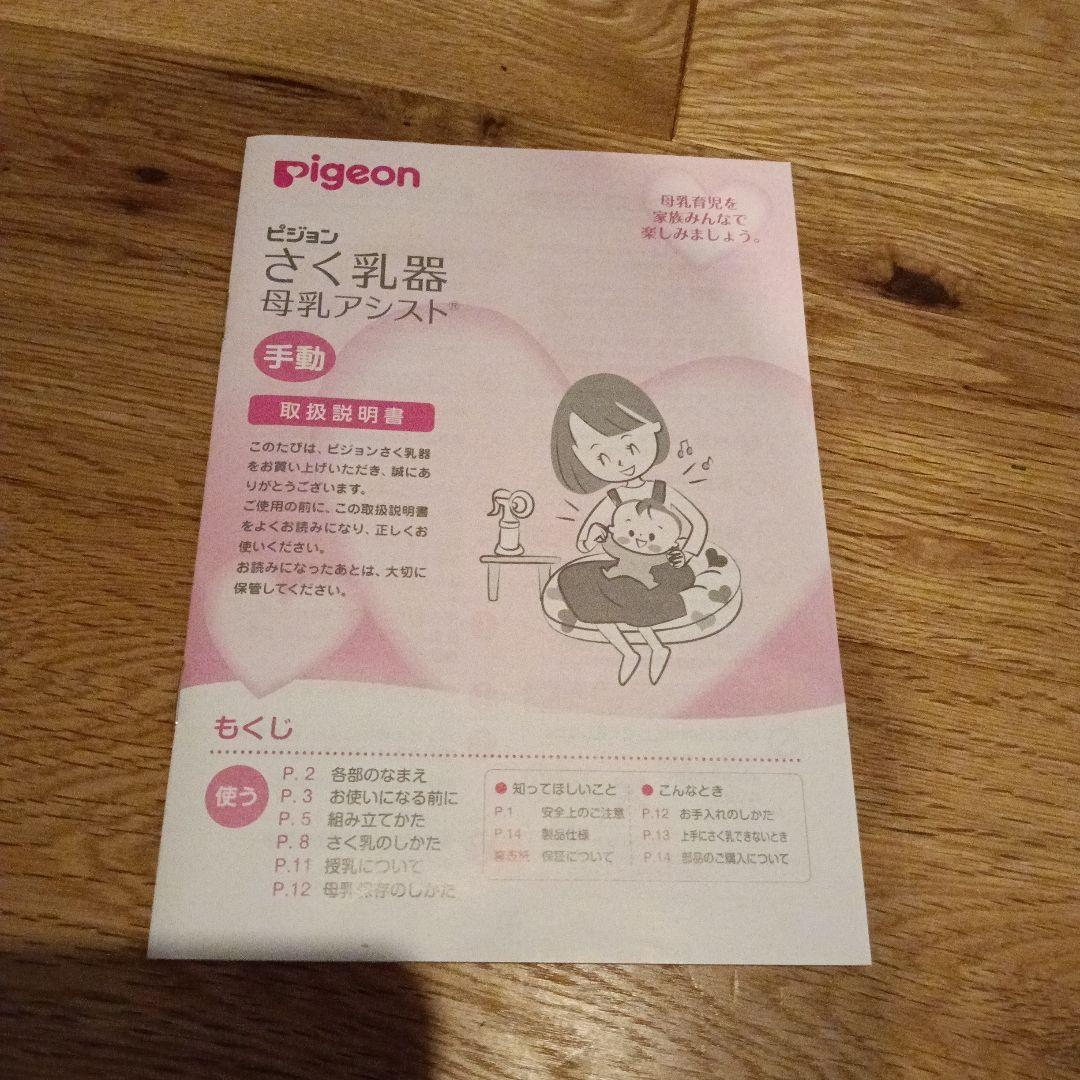 Pigeon
母乳育児を
家族みんなで
楽しみましょう。
ピジョン
さく乳器
母乳アシスト®
手動
取扱説明書
このたびは、ピジョンさく乳器
をお買い上げいただき、誠にあ
りがとうございます。
ご使用の前に、この取扱説明書
をよくお読みになり、正しくお
使いください。
お読みになったあとは、大切に
保管してください。
もくじ
使う
P. 2 各部のなまえ
P. 3 お使いになる前に
P. 5 組み立てかた
P. 8 さく乳のしかた
P.11 授乳について
P.12 母乳保存のしかた
● 知ってほしいこと
P.1 安全上のご注意
P.14 製品仕様
裏表紙 保証について
● こんなとき
P.12 お手入れのしかた
P.13 上手にさく乳できないとき
P.14 部品のご購入について